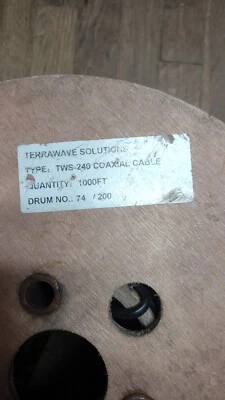 TERRAWAVE SOLUTIONS
TYPE: TWS-240 COAXIAL CABLE
QUANTITY: 1000FT
DRUM NO.: 74 / 200